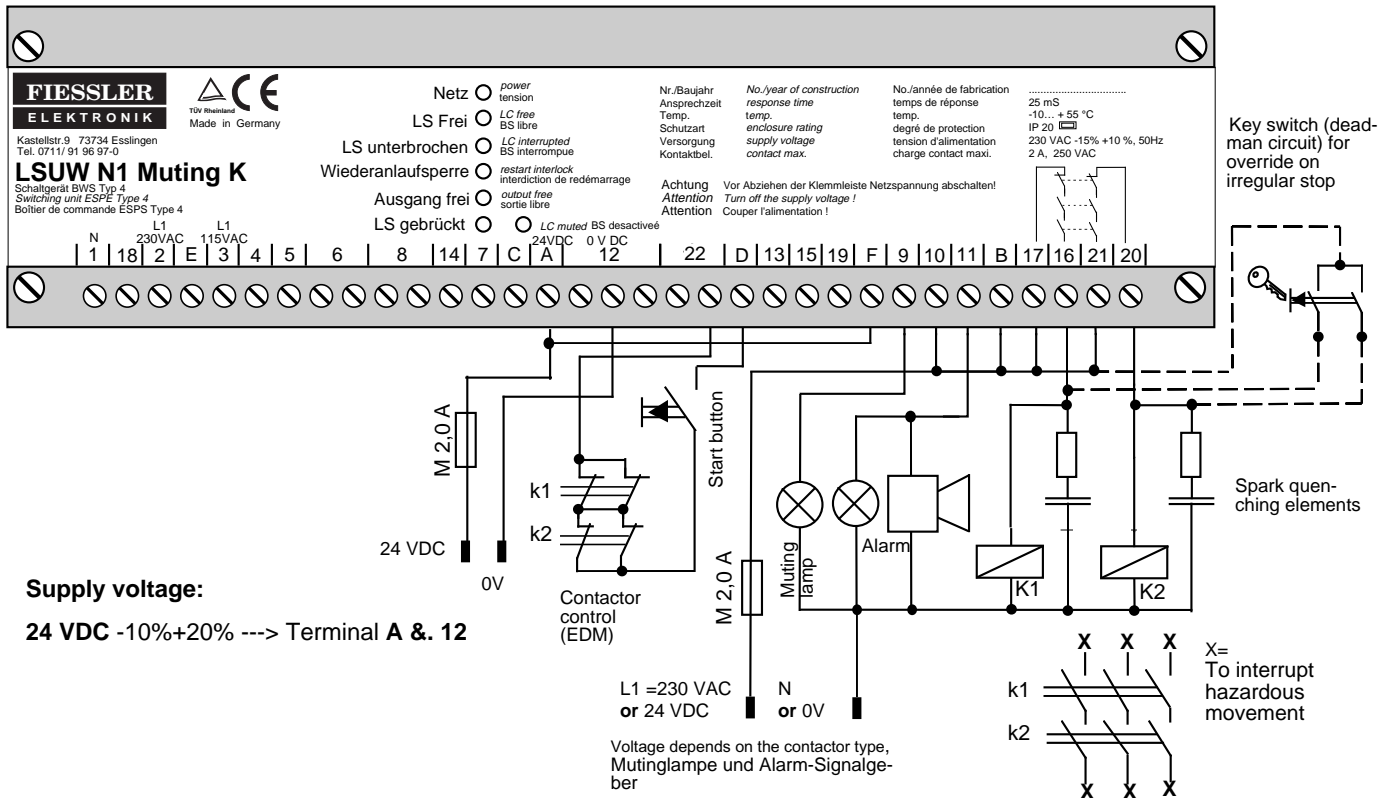 FIESSLER
ELEKTRONIK
TÜV Rheinland
Made in Germany
Kastellstr.9 73734 Esslingen
Tel. 0711/ 91 96 97-0
LSUW N1 Muting K
Schaltgerät BWS Typ 4
Switching unit ESPE Type 4
Boîtier de commande ESPS Type 4
Netz power
tension
LS Frei LC free
BS libre
LS unterbrochen LC interrupted
BS interrompue
Wiederanlaufsperre restart interlock
interdiction de redémarrage
Ausgang frei output free
sortie libre
LS gebrückt LC muted BS desactiveé
Nr./Baujahr No./year of construction No./année de fabrication ..................................
Ansprechzeit response time temps de réponse 25 mS
Temp. temp. temp. -10... + 55 °C
Schutzart enclosure rating degré de protection IP 20
Versorgung supply voltage tension d'alimentation 230 VAC -15% +10 %, 50Hz
Kontaktbel. contact max. charge contact maxi. 2 A, 250 VAC
Achtung Vor Abziehen der Klemmleiste Netzspannung abschalten!
Attention Turn off the supply voltage !
Attention Couper l'alimentation !
N L1 230VAC L1 115VAC 24VDC 0 V DC
1 18 2 E 3 4 5 6 8 14 7 C A 12 22 D 13 15 19 F 9 10 11 B 17 16 21 20
Key switch (dead-
man circuit) for
override on
irregular stop
M 2,0 A
24 VDC
0V
k1
k2
Contactor
control
(EDM)
Start button
M 2,0 A
Muting
lamp
Alarm
K1
K2
Spark quen-
ching elements
Supply voltage:
24 VDC -10%+20% ---> Terminal A &. 12
L1 =230 VAC
or 24 VDC
N
or 0V
Voltage depends on the contactor type,
Mutinglampe und Alarm-Signalge-
ber
X X X
k1
k2
X X X
X=
To interrupt
hazardous
movement